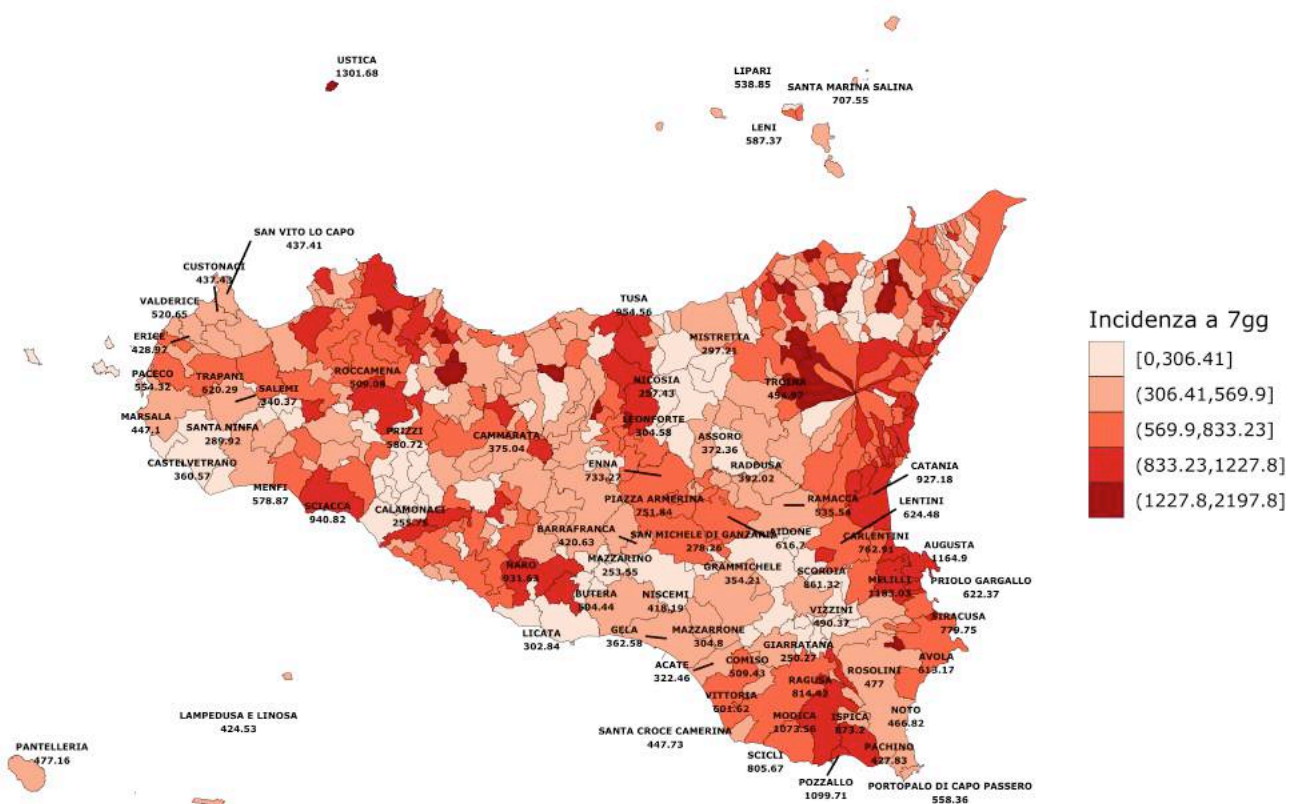 USTICA
1301.68
LIPARI
538.85
SANTA MARINA SALINA
707.55
LENI
587.37
SAN VITO LO CAPO
437.41
CUSTONACI
437.43
VALDERICE
520.65
ERICE
428.92
PACECO
554.32
TRAPANI
620.29
SALEMI
340.37
MARSALA
447.1
SANTA NINFA
289.92
CASTELVETRANO
360.57
MENFI
578.87
SCIACCA
940.82
ROCCAMENA
509.08
PRIZZI
580.72
CALAMONACI
255.75
CAMMARATA
375.04
TUSA
954.56
MISTRETTA
297.21
NICOSIA
257.43
LEONFORTE
304.58
TROINA
ASSORO
372.36
ENNA
733.27
RADDUSA
392.02
PIAZZA ARMERINA
751.84
RAMACCA
535.54
CATANIA
927.18
LENTINI
624.48
BARRAFRANCA
420.63
SAN MICHELE DI GANZARIA
278.26
AIDONE
616.7
CARLENTINI
762.91
AUGUSTA
1164.9
NARO
931.63
MAZZARINO
253.55
GRAMMICHELE
354.21
SCORDIA
861.32
MELILLI
1183.03
PRIOLO GARGALLO
622.37
BUTERA
504.44
NISCEMI
418.19
VIZZINI
490.37
SIRACUSA
779.75
LICATA
302.84
GELA
362.58
MAZZARRONE
304.8
GIARRATANA
250.27
AVOLA
613.17
ACATE
322.46
COMISO
509.43
RAGUSA
814.42
ROSOLINI
477
VITTORIA
601.62
MODICA
1073.56
ISPICA
873.2
NOTO
466.82
SANTA CROCE CAMERINA
447.73
PACHINO
427.83
SCICLI
805.67
POZZALLO
1099.71
PORTOPALO DI CAPO PASSERO
558.36
LAMPEDUSA E LINOSA
424.53
PANTELLERIA
477.16
Incidenza a 7gg
[0,306.41]
(306.41,569.9]
(569.9,833.23]
(833.23,1227.8]
(1227.8,2197.8]